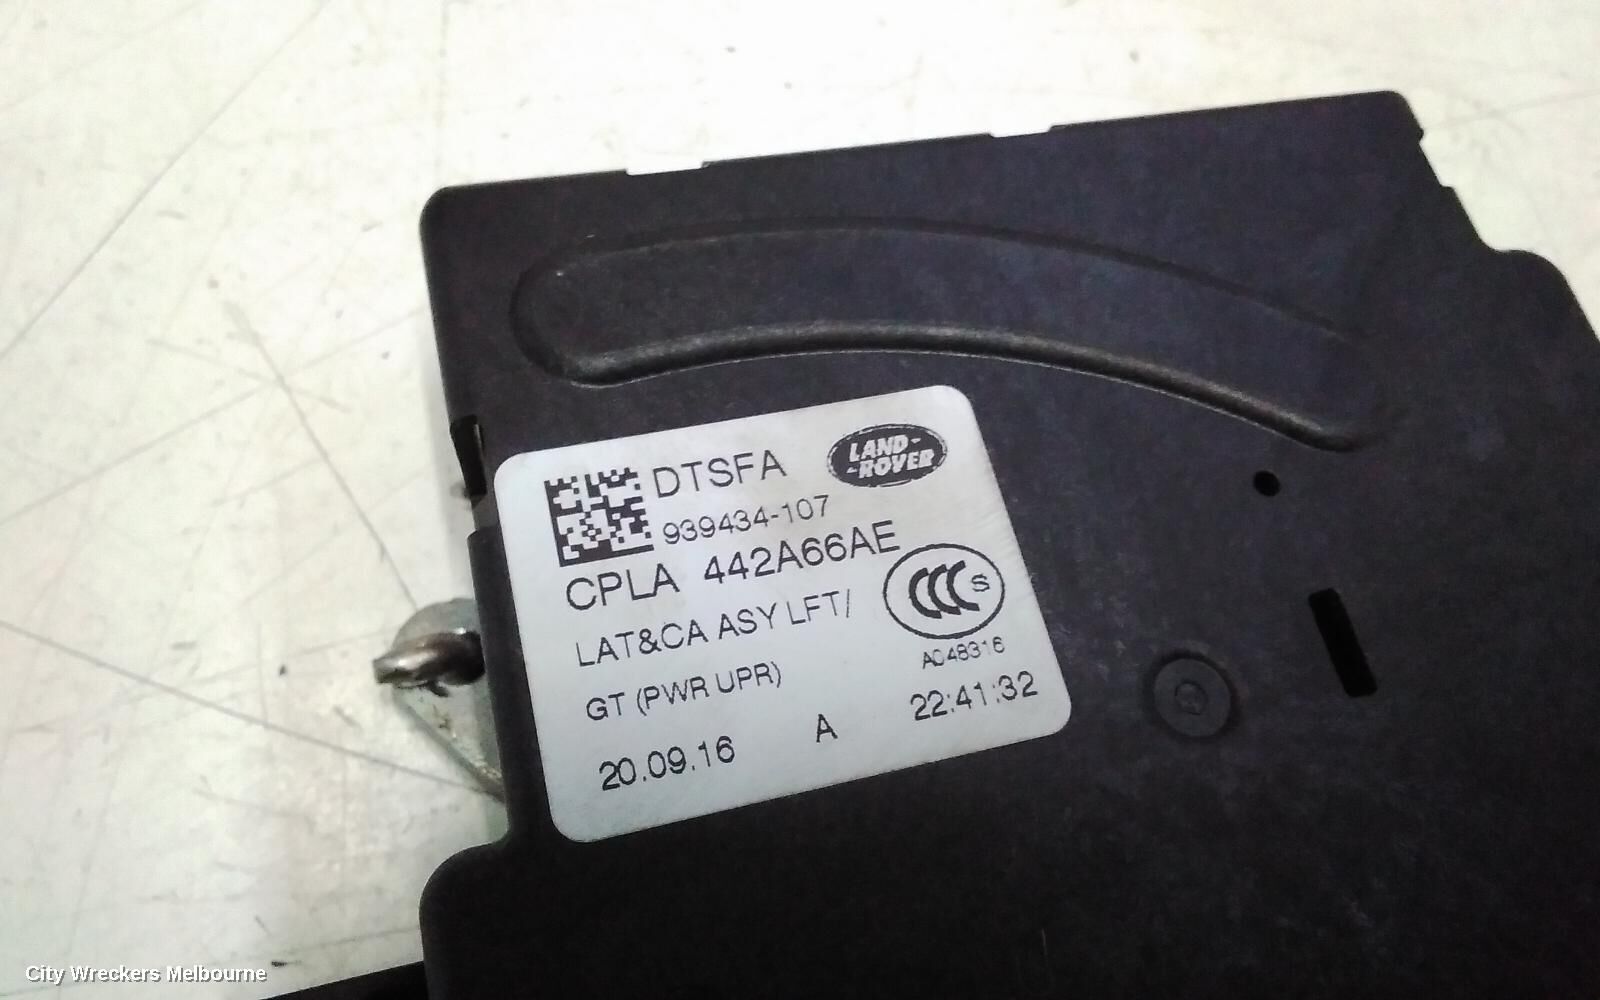 DTSFA
LAND-
-ROVER
939434-107
CPLA 442A66AE
CCC S
LAT&CA ASY LFT/
A048316
GT (PWR UPR)
20.09.16 A 22:41:32
City Wreckers Melbourne